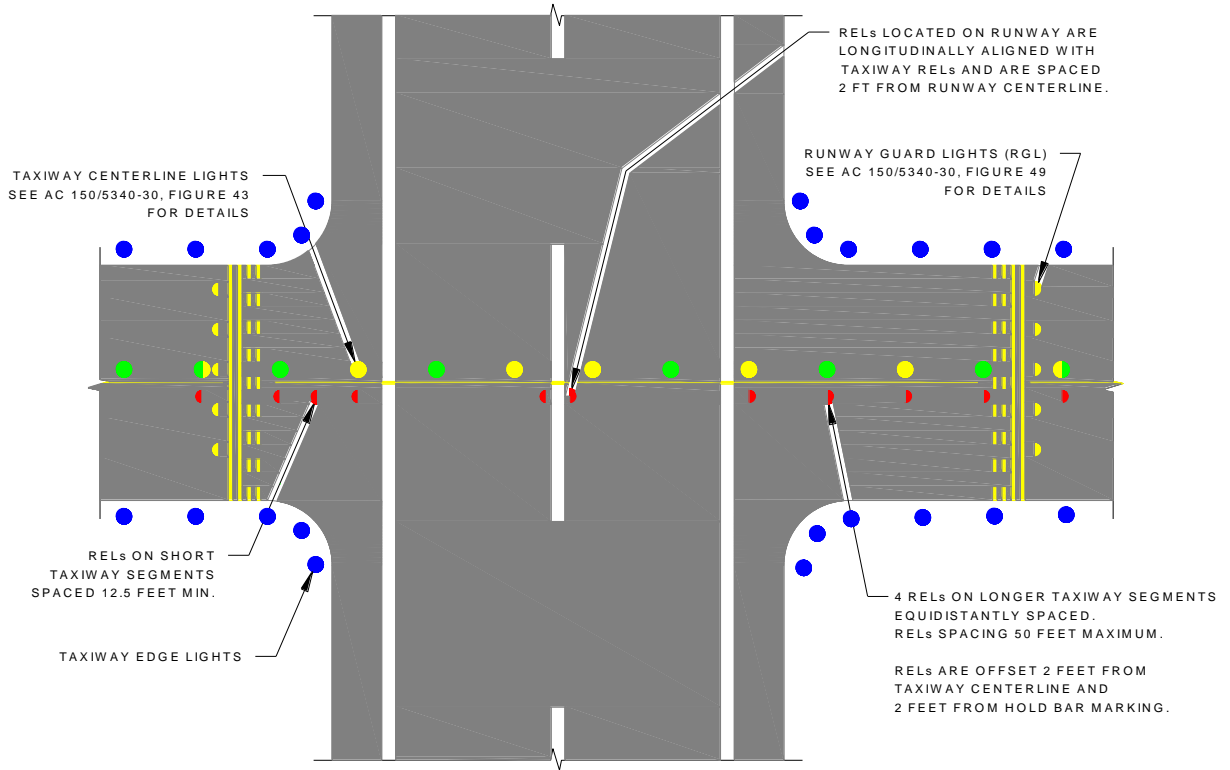 RELs LOCATED ON RUNWAY ARE
LONGITUDINALLY ALIGNED WITH
TAXIWAY RELs AND ARE SPACED
2 FT FROM RUNWAY CENTERLINE.
RUNWAY GUARD LIGHTS (RGL)
SEE AC 150/5340-30, FIGURE 49
FOR DETAILS
TAXIWAY CENTERLINE LIGHTS
SEE AC 150/5340-30, FIGURE 43
FOR DETAILS
RELs ON SHORT
TAXIWAY SEGMENTS
SPACED 12.5 FEET MIN.
TAXIWAY EDGE LIGHTS
4 RELs ON LONGER TAXIWAY SEGMENTS
EQUIDISTANTLY SPACED.
RELs SPACING 50 FEET MAXIMUM.
RELs ARE OFFSET 2 FEET FROM
TAXIWAY CENTERLINE AND
2 FEET FROM HOLD BAR MARKING.